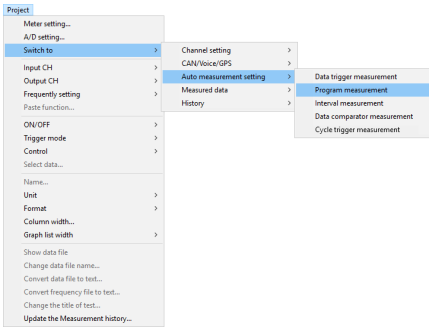 Project
Meter setting...
A/D setting...
Switch to
Input CH
Output CH
Frequently setting
Paste function...
ON/OFF
Trigger mode
Control
Select data...
Name...
Unit
Format
Column width...
Graph list width
Show data file
Change data file name...
Convert data file to text...
Convert frequency file to text...
Change the title of test...
Update the Measurement history...
Channel setting
CAN/Voice/GPS
Auto measurement setting
Measured data
History
Data trigger measurement
Program measurement
Interval measurement
Data comparator measurement
Cycle trigger measurement